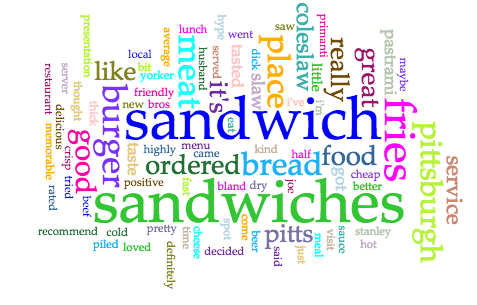 sandwich
sandwiches
fries
burger
place
meat
bread
pittsburgh
good
food
ordered
really
great
like
it's
pitts
coleslaw
service
slaw
tasted
got
pastrami
taste
presentation
local
bit
yorker
average
lunch
husband
served
hype
went
dick
saw
primanti
little
i'm
i've
maybe
restaurant
server
thought
delicious
memorable
rated
crisp
tried
thick
new
bros
friendly
beef
positive
highly
menu
came
eat
kind
half
cheap
better
fast
bland
dry
joe
recommend
cold
piled
loved
pretty
definitely
time
cheese
decided
spot
come
beer
said
just
meal
visit
sauce
stanley
hot